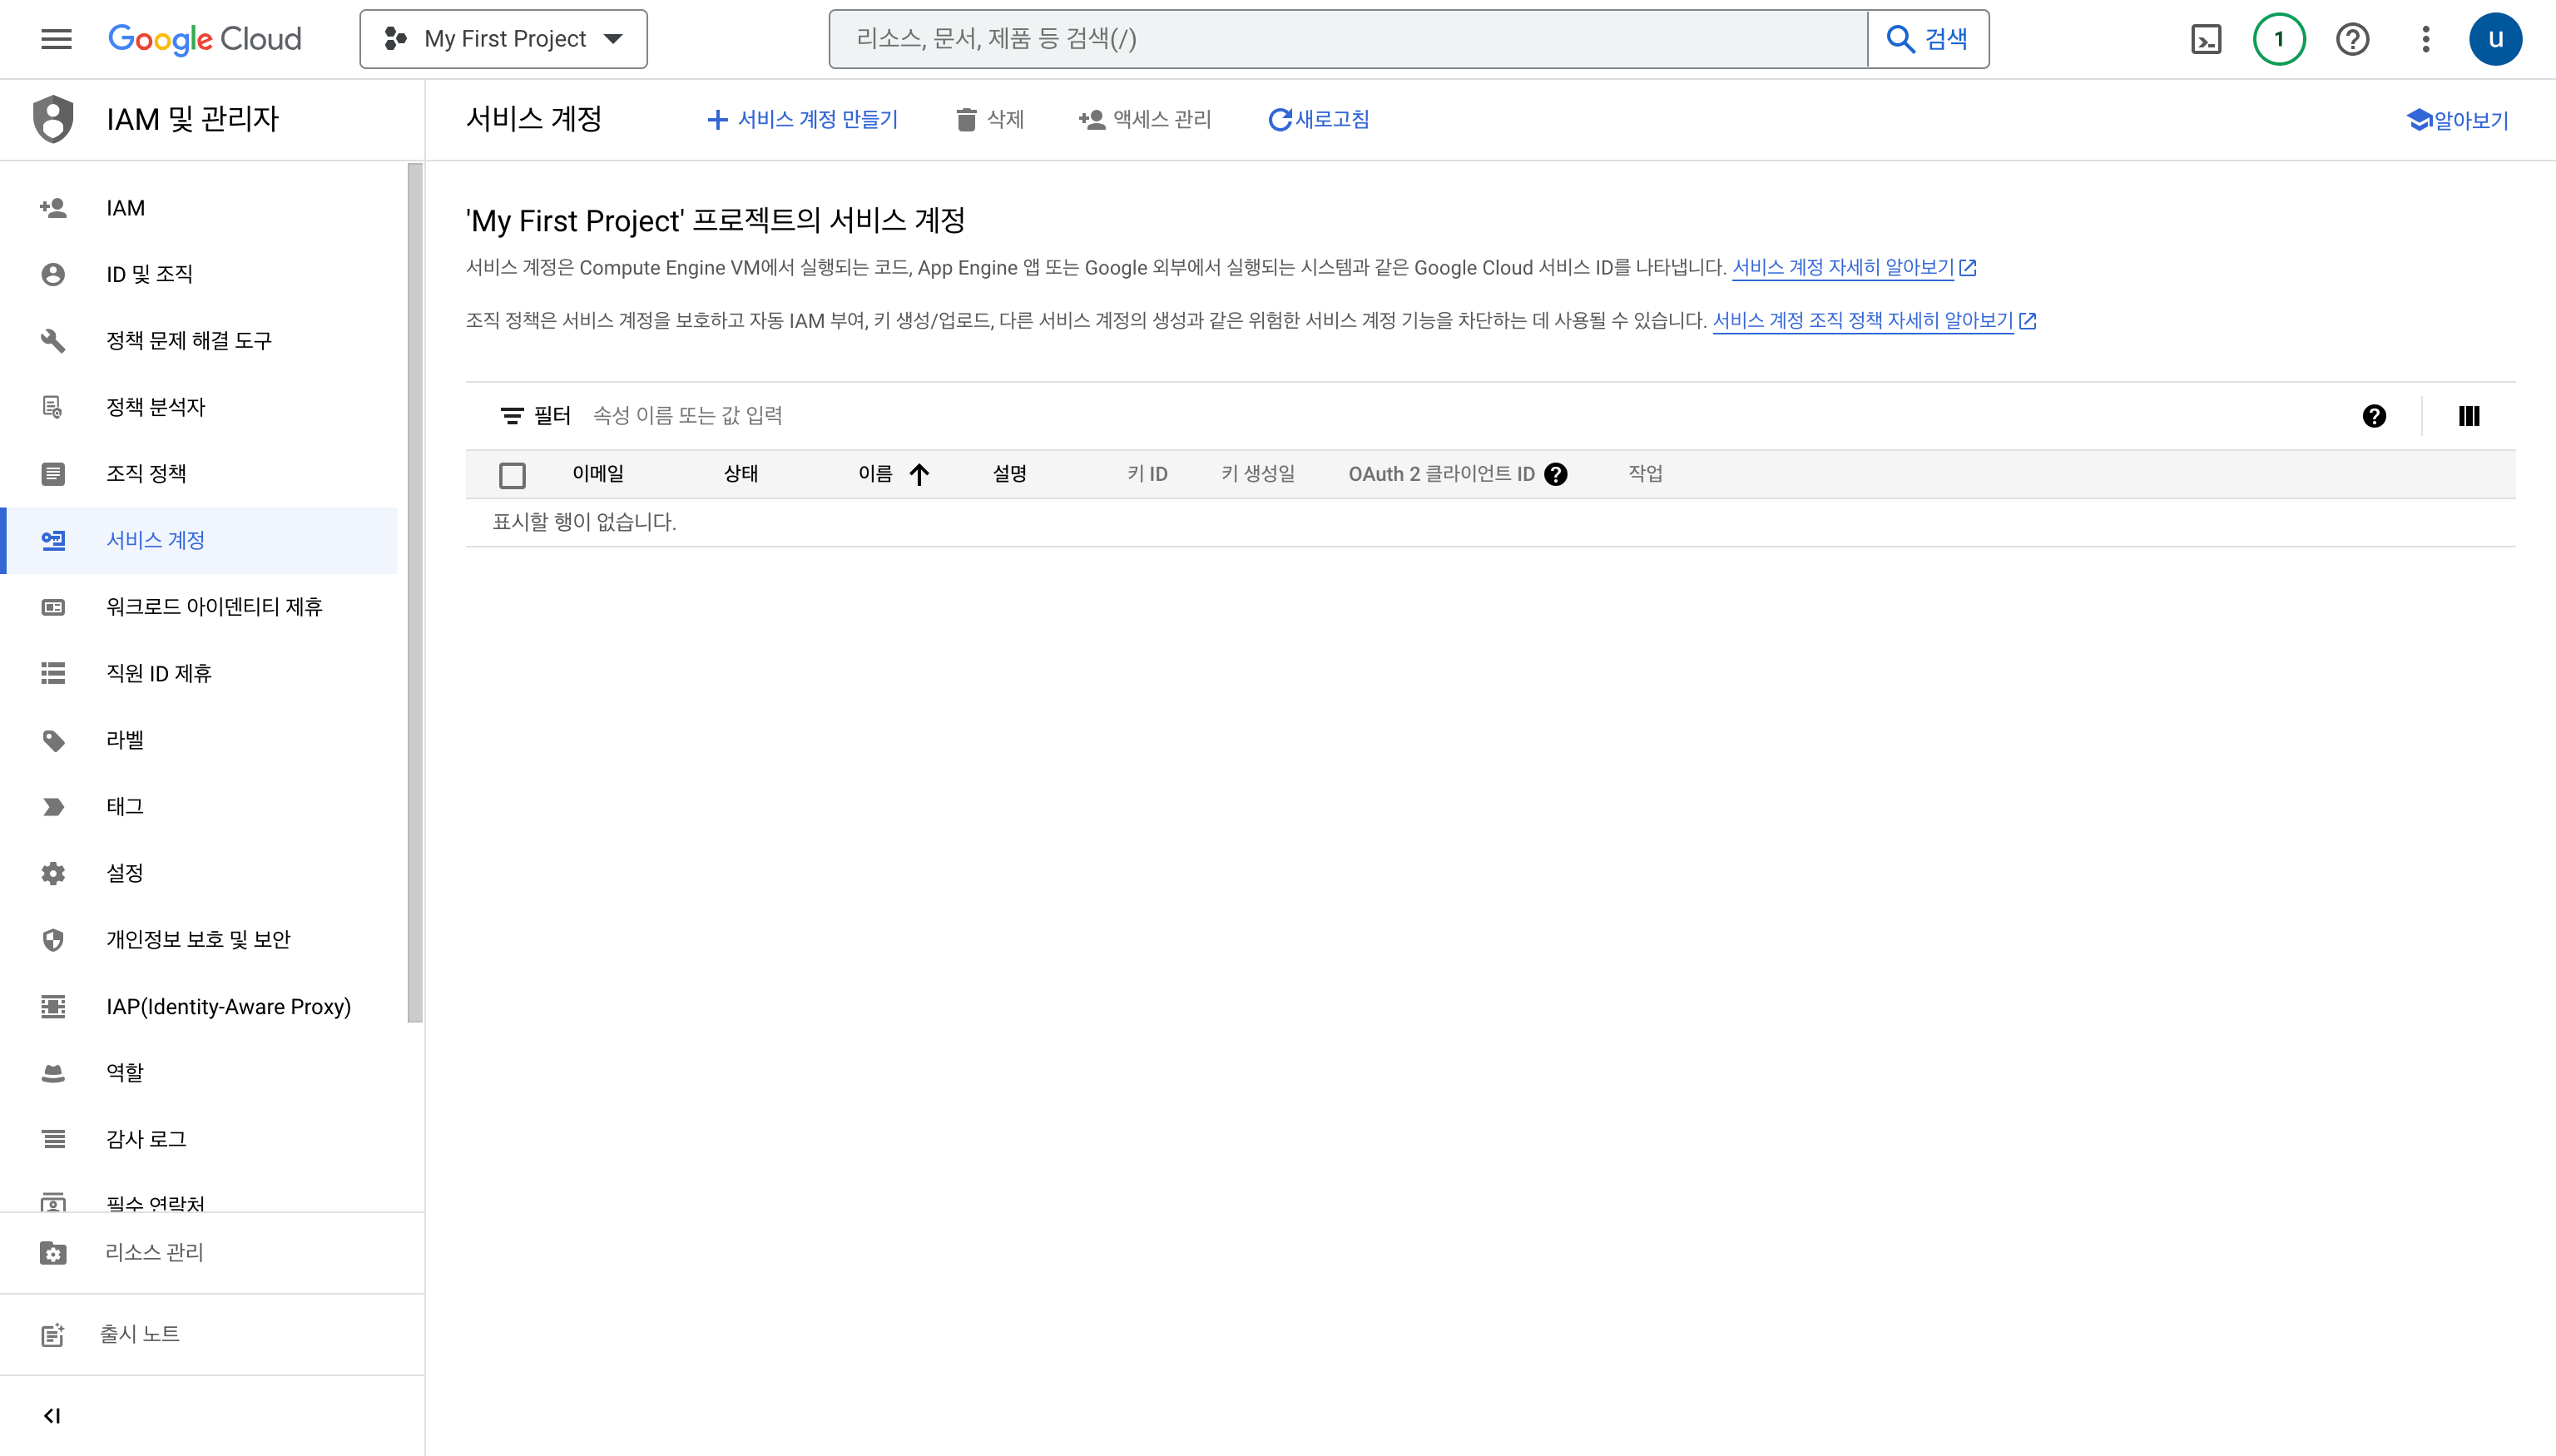 Google Cloud
My First Project
리소스, 문서, 제품 등 검색(/)
검색
1
u
IAM 및 관리자
서비스 계정
서비스 계정 만들기
삭제
액세스 관리
새로고침
알아보기
IAM
ID 및 조직
정책 문제 해결 도구
정책 분석자
조직 정책
서비스 계정
워크로드 아이덴티티 제휴
직원 ID 제휴
라벨
태그
설정
개인정보 보호 및 보안
IAP(Identity-Aware Proxy)
역할
감사 로그
필수 연락처
리소스 관리
출시 노트
'My First Project' 프로젝트의 서비스 계정
서비스 계정은 Compute Engine VM에서 실행되는 코드, App Engine 앱 또는 Google 외부에서 실행되는 시스템과 같은 Google Cloud 서비스 ID를 나타냅니다. 서비스 계정 자세히 알아보기
조직 정책은 서비스 계정을 보호하고 자동 IAM 부여, 키 생성/업로드, 다른 서비스 계정의 생성과 같은 위험한 서비스 계정 기능을 차단하는 데 사용될 수 있습니다. 서비스 계정 조직 정책 자세히 알아보기
필터 속성 이름 또는 값 입력
이메일 상태 이름 설명 키 ID 키 생성일 OAuth 2 클라이언트 ID 작업
표시할 행이 없습니다.